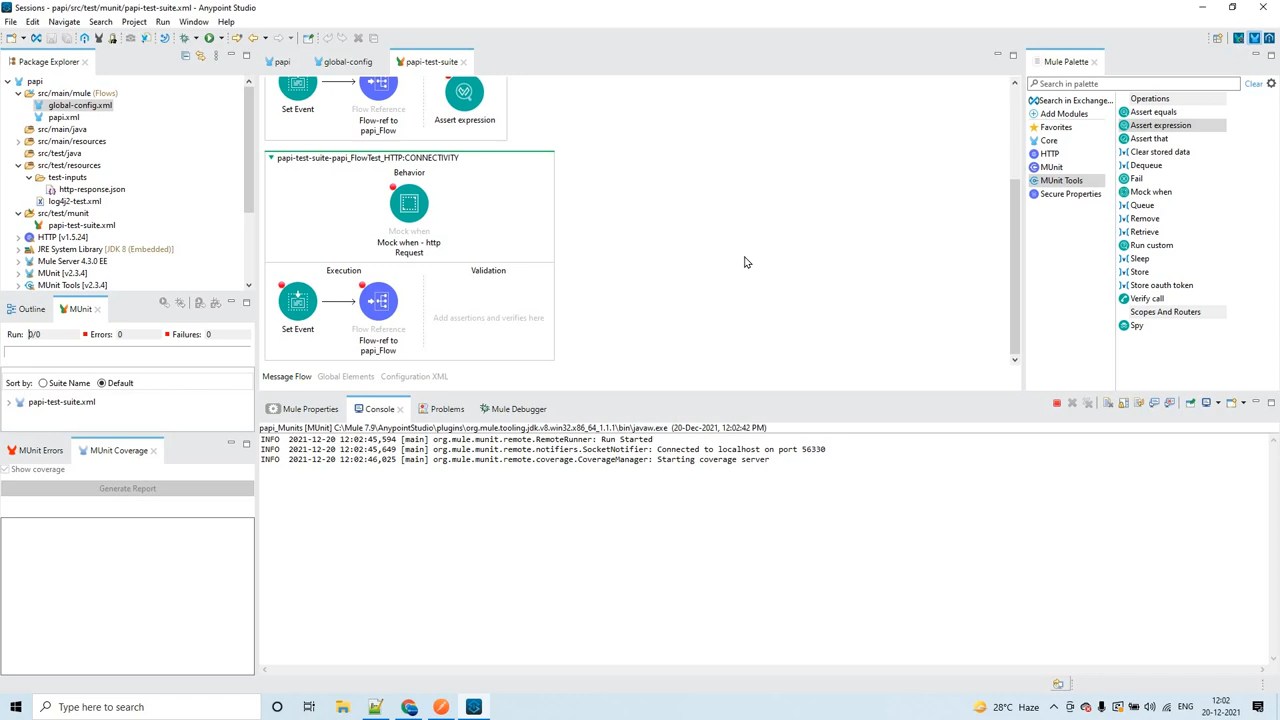 Sessions - papi/src/test/munit/papi-test-suite.xml - Anypoint Studio
File Edit Navigate Search Project Run Window Help
Package Explorer
papi
src/main/mule (Flows)
global-config.xml
papi.xml
src/main/java
src/main/resources
src/test/java
src/test/resources
test-inputs
http-response.json
log4j2-test.xml
src/test/munit
papi-test-suite.xml
HTTP [v1.5.24]
JRE System Library [JDK 8 (Embedded)]
Mule Server 4.3.0 EE
MUnit [v2.3.4]
MUnit Tools [v2.3.4]
Outline MUnit
Run: 0/0 Errors: 0 Failures: 0
Sort by: Suite Name Default
papi-test-suite.xml
MUnit Errors MUnit Coverage
Show coverage
Generate Report
papi global-config papi-test-suite
Set Event
Flow Reference
Flow-ref to
papi_Flow
Assert expression
papi-test-suite-papi_FlowTest_HTTP:CONNECTIVITY
Behavior
Mock when
Mock when - http
Request
Execution Validation
Set Event
Flow Reference
Flow-ref to
papi_Flow
Add assertions and verifies here
Message Flow Global Elements Configuration XML
Mule Properties Console Problems Mule Debugger
papi_Munits [MUnit] C:\Mule 7.9\AnypointStudio\plugins\org.mule.tooling.jdk.v8.win32.x86_64_1.1.1\bin\javaw.exe (20-Dec-2021, 12:02:42 PM)
INFO 2021-12-20 12:02:45,594 [main] org.mule.munit.remote.RemoteRunner: Run Started
INFO 2021-12-20 12:02:45,649 [main] org.mule.munit.remote.notifiers.SocketNotifier: Connected to localhost on port 56330
INFO 2021-12-20 12:02:46,025 [main] org.mule.munit.remote.coverage.CoverageManager: Starting coverage server
Mule Palette
Search in palette
Clear
Search in Exchange...
Add Modules
Favorites
Core
HTTP
MUnit
MUnit Tools
Secure Properties
Operations
Assert equals
Assert expression
Assert that
Clear stored data
Dequeue
Fail
Mock when
Queue
Remove
Retrieve
Run custom
Sleep
Store
Store oauth token
Verify call
Scopes And Routers
Spy
Type here to search
28°C Haze
ENG
12:02
20-12-2021